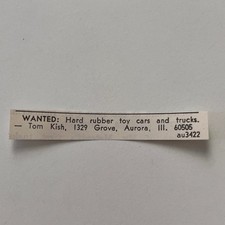 WANTED: Hard rubber toy cars and trucks.
— Tom Kish, 1329 Grove, Aurora, Ill. 60505
au3422